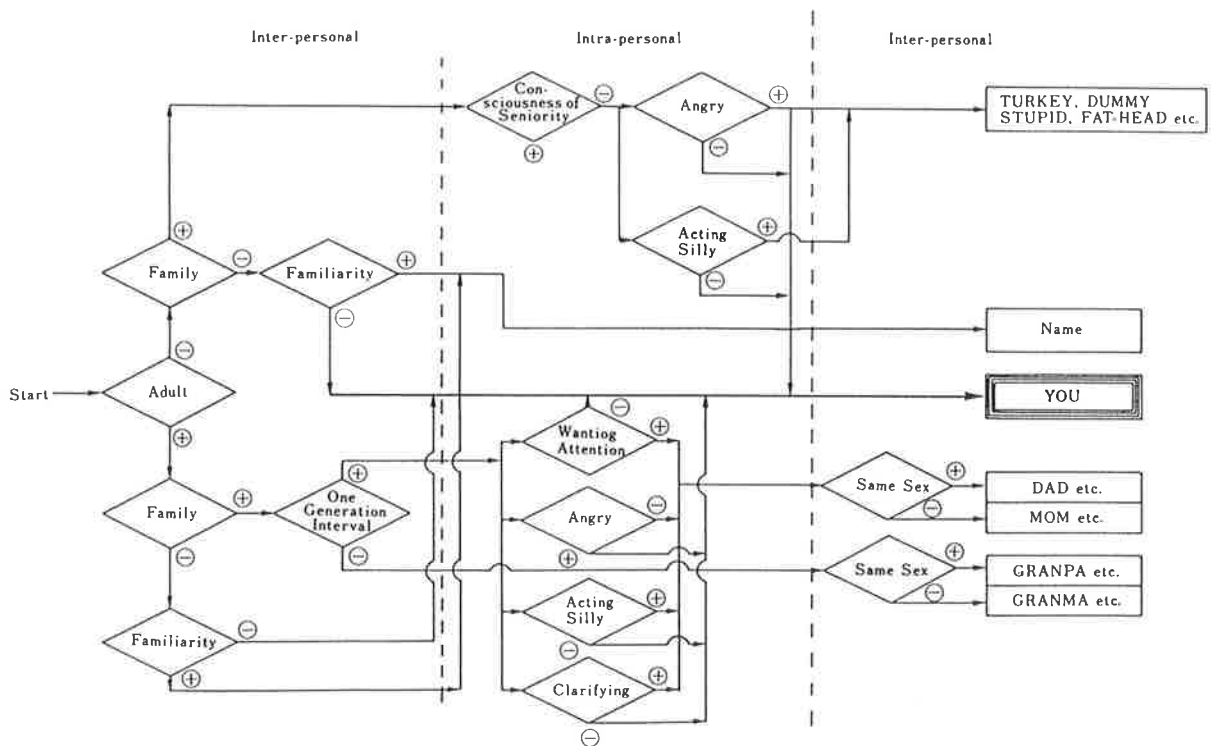 Inter-personal
Intra-personal
Inter-personal
Con-
sciousness of
Seniority
⊖
Angry
⊕
TURKEY, DUMMY
STUPID, FAT-HEAD etc.
⊕
⊖
Acting
Silly
⊕
⊖
⊕
Family
⊖
Familiarity
⊕
⊖
Name
⊖
Start
Adult
⊕
YOU
⊖
Wantiog
Attention
⊕
Family
⊕
⊖
One
Generation
Interval
⊕
⊖
Angry
⊖
⊕
Same Sex
⊕
⊖
DAD etc.
MOM etc.
Same Sex
⊕
⊖
GRANPA etc.
GRANMA etc.
Acting
Silly
⊕
⊖
Familiarity
⊖
⊕
Clarifying
⊕
⊖